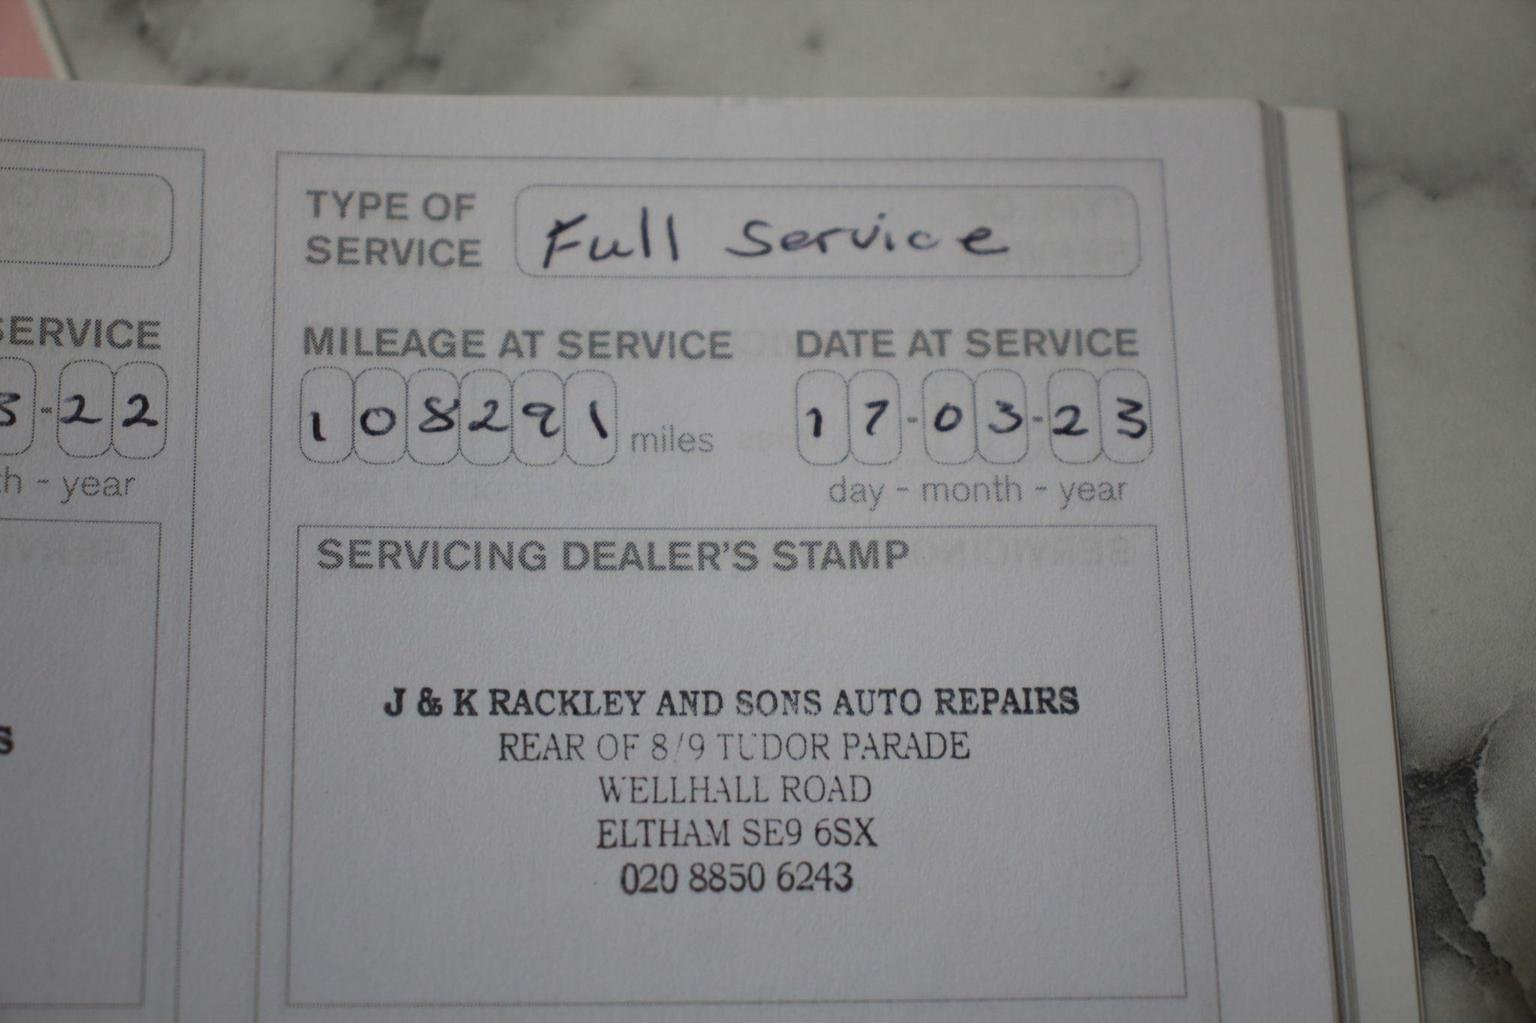 TYPE OF
SERVICE
Full Service
SERVICE
3-22
- year
MILEAGE AT SERVICE
108291 miles
DATE AT SERVICE
17-03-23
day - month - year
SERVICING DEALER'S STAMP
J & K RACKLEY AND SONS AUTO REPAIRS
REAR OF 8/9 TUDOR PARADE
WELLHALL ROAD
ELTHAM SE9 6SX
020 8850 6243